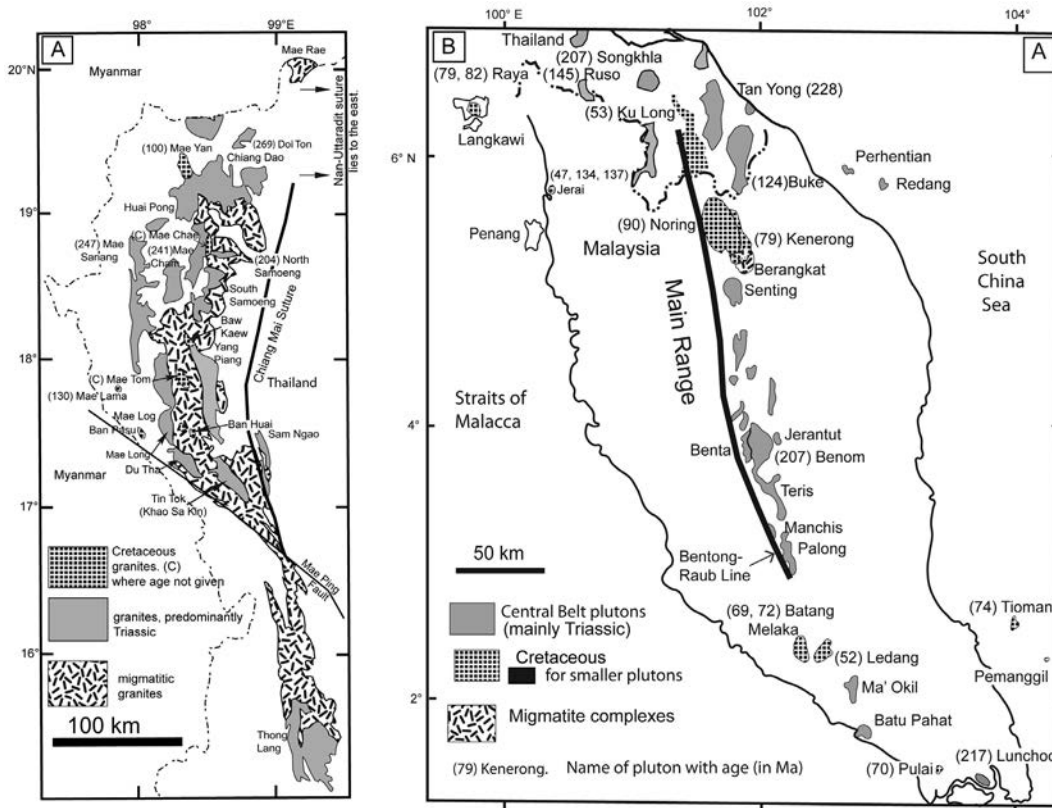 A
98°
99°E
Mae Rae
20°N
Myanmar
Nan-Uttaradit suture
lies to the east.
(100) Mae Yan
(269) Doi Ton
Chiang Dao
19°
Huai Pong
(C) Mae Chae
(247) Mae
Sariang
(241) Mae
Cham
(204) North
Samoeng
South
Samoeng
Chiang Mai Suture
Baw
Kaew
Yang
Piang
18°
(C) Mae Tom
Thailand
(130) Mae Lama
Mae Log
Ban Huai
Mae Long
Sam Ngao
Du Tha
Myanmar
17°
Tin Tok
(Khao Sa Kin)
Mae Ping
Fault
Cretaceous
granites. (C)
where age not given
granites, predominantly
Triassic
16°
migmatitic
granites
100 km
Thong
Lang
100° E
102°
104°
B
Thailand
A
(207) Songkhla
(79, 82) Raya
(145) Ruso
Tan Yong (228)
(53) Ku Long
Langkawi
6° N
Perhentian
(47, 134, 137)
Jerai
(124)Buke
Redang
(90) Noring
Penang
Malaysia
(79) Kenerong
Berangkat
South
China
Sea
Senting
Main Range
Straits of
Malacca
4°
Jerantut
Benta
(207) Benom
Teris
Manchis
Palong
50 km
Bentong-
Raub Line
Central Belt plutons
(mainly Triassic)
(69, 72) Batang
Melaka
(74) Tioman
Cretaceous
for smaller plutons
(52) Ledang
Pemanggil
2°
Ma' Okil
Migmatite complexes
Batu Pahat
(79) Kenerong. Name of pluton with age (in Ma)
(70) Pulai
(217) Lunchoo